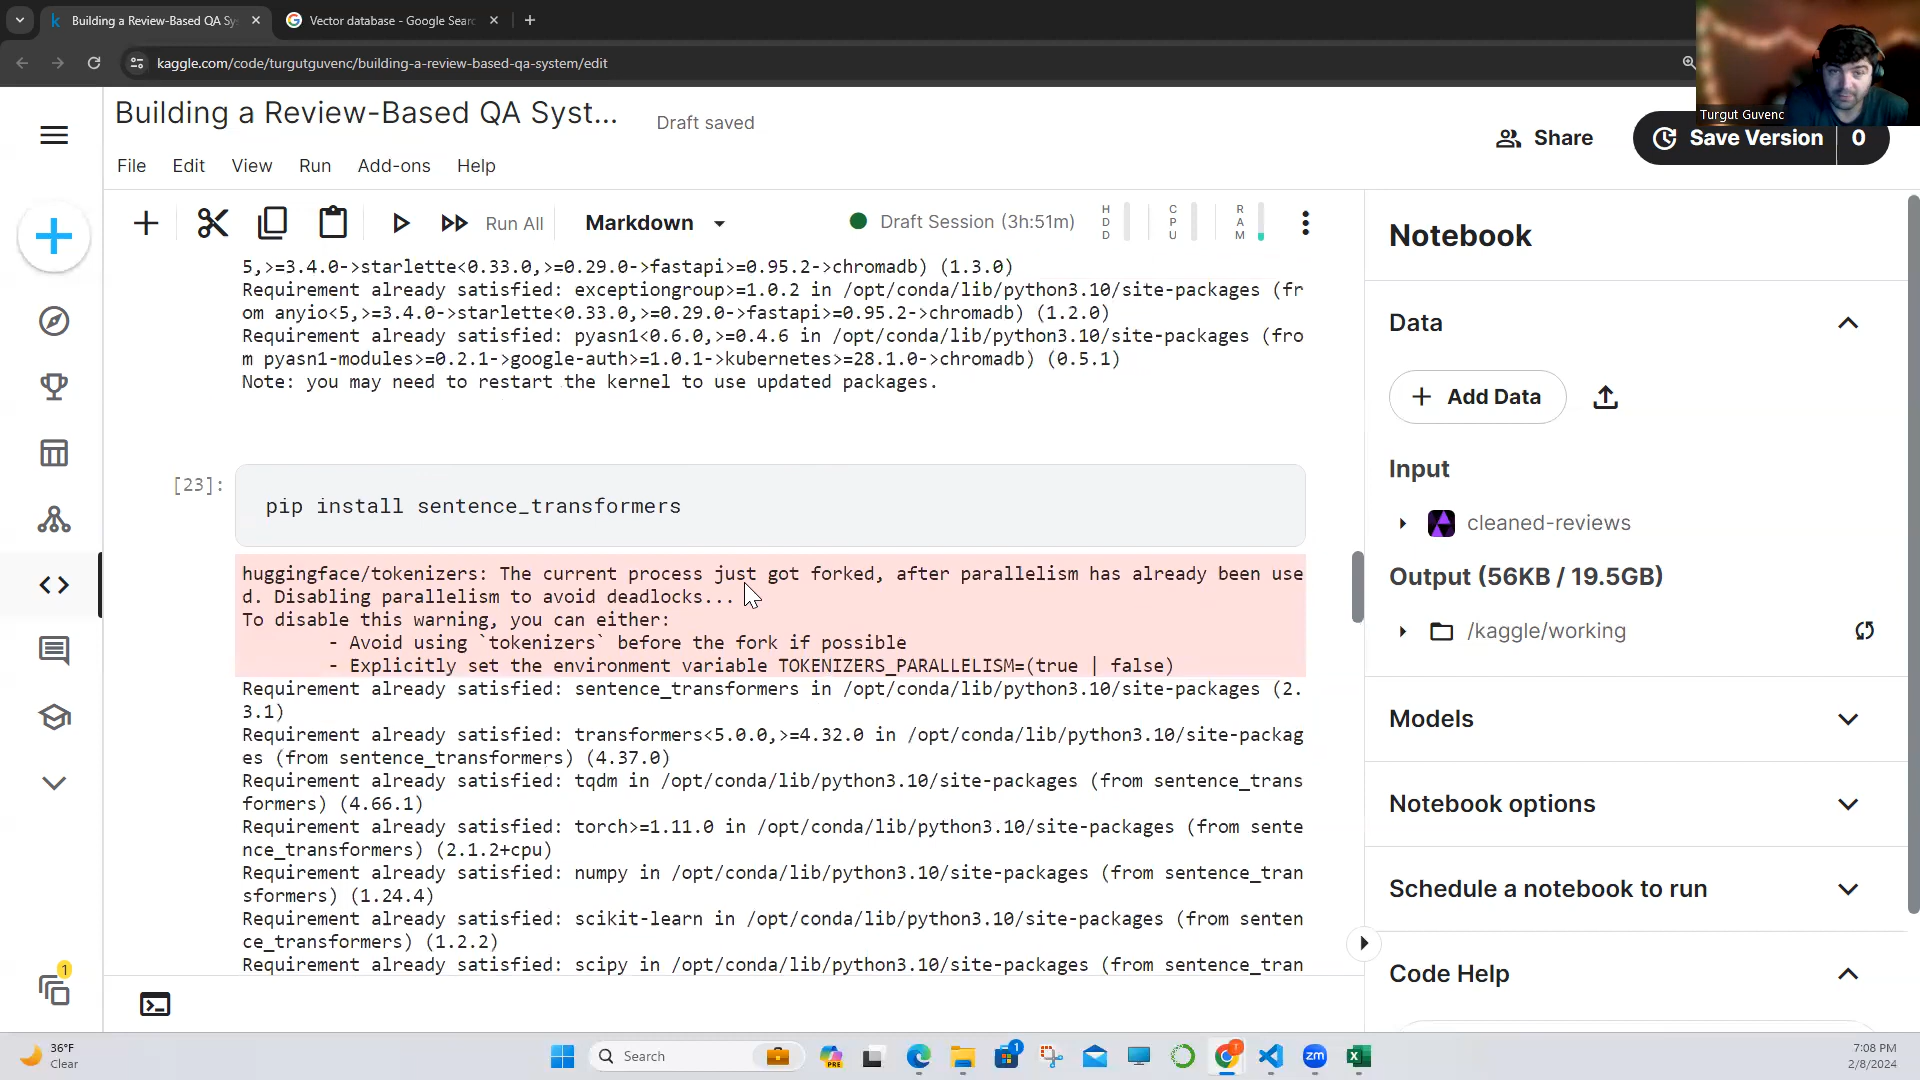 Building a Review-Based QA Sy
Vector database - Google Sear
kaggle.com/code/turgutguvenc/building-a-review-based-qa-system/edit
Turgut Guvenc
Building a Review-Based QA Syst...
Draft saved
Share
Save Version
0
File Edit View Run Add-ons Help
Run All
Markdown
Draft Session (3h:51m)
HDD
CPU
RAM
5,>=3.4.0->starlette<0.33.0,>=0.29.0->fastapi>=0.95.2->chromadb) (1.3.0)
Requirement already satisfied: exceptiongroup>=1.0.2 in /opt/conda/lib/python3.10/site-packages (fr
om anyio<5,>=3.4.0->starlette<0.33.0,>=0.29.0->fastapi>=0.95.2->chromadb) (1.2.0)
Requirement already satisfied: pyasn1<0.6.0,>=0.4.6 in /opt/conda/lib/python3.10/site-packages (fro
m pyasn1-modules>=0.2.1->google-auth>=1.0.1->kubernetes>=28.1.0->chromadb) (0.5.1)
Note: you may need to restart the kernel to use updated packages.
[23]:
pip install sentence_transformers
huggingface/tokenizers: The current process just got forked, after parallelism has already been use
d. Disabling parallelism to avoid deadlocks...
To disable this warning, you can either:
- Avoid using `tokenizers` before the fork if possible
- Explicitly set the environment variable TOKENIZERS_PARALLELISM=(true | false)
Requirement already satisfied: sentence_transformers in /opt/conda/lib/python3.10/site-packages (2.
3.1)
Requirement already satisfied: transformers<5.0.0,>=4.32.0 in /opt/conda/lib/python3.10/site-packag
es (from sentence_transformers) (4.37.0)
Requirement already satisfied: tqdm in /opt/conda/lib/python3.10/site-packages (from sentence_trans
formers) (4.66.1)
Requirement already satisfied: torch>=1.11.0 in /opt/conda/lib/python3.10/site-packages (from sente
nce_transformers) (2.1.2+cpu)
Requirement already satisfied: numpy in /opt/conda/lib/python3.10/site-packages (from sentence_tran
sformers) (1.24.4)
Requirement already satisfied: scikit-learn in /opt/conda/lib/python3.10/site-packages (from senten
ce_transformers) (1.2.2)
Requirement already satisfied: scipy in /opt/conda/lib/python3.10/site-packages (from sentence_tran
Notebook
Data
Add Data
Input
cleaned-reviews
Output (56KB / 19.5GB)
/kaggle/working
Models
Notebook options
Schedule a notebook to run
Code Help
1
36°F
Clear
Search
PRE
1
zm
7:08 PM
2/8/2024